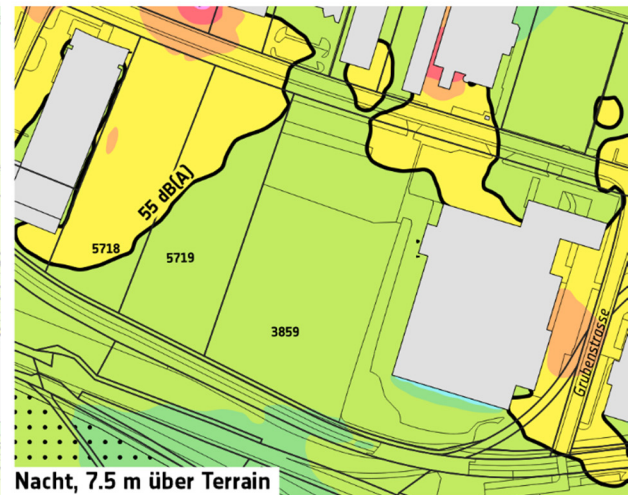 55 dB(A)
5718
5719
3859
Grubenstrasse
Nacht, 7.5 m über Terrain